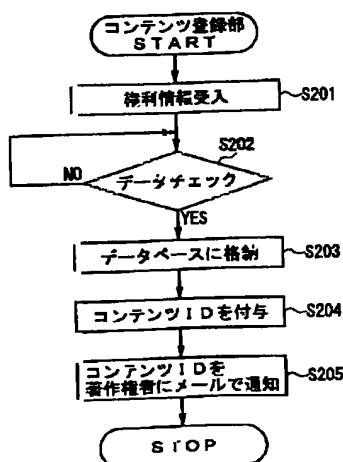 コンテンツ登録部
START
権利情報受入
S201
S202
データチェック
NO
YES
データベースに格納
S203
コンテンツIDを付与
S204
コンテンツIDを
著作権者にメールで通知
S205
STOP